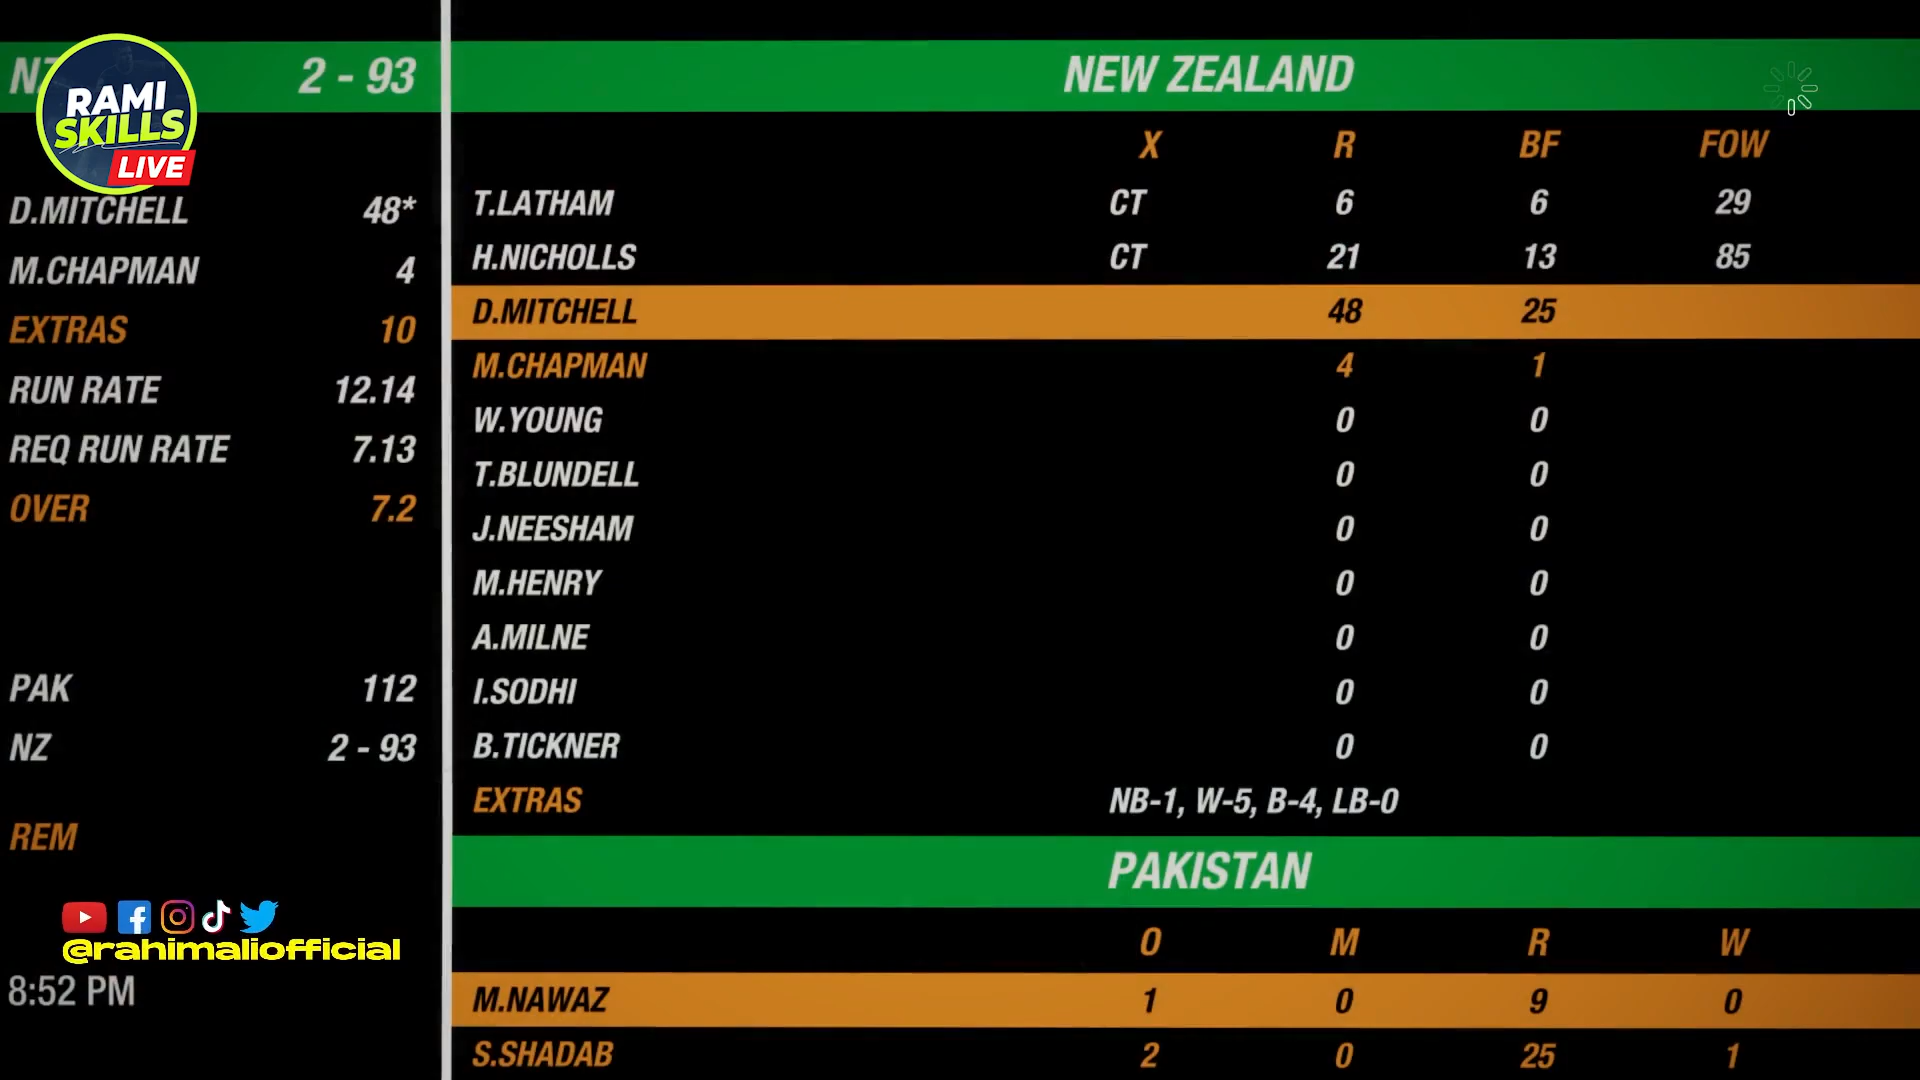 NZ 2 - 93
RAMI
SKILLS
LIVE
D.MITCHELL 48*
M.CHAPMAN 4
EXTRAS 10
RUN RATE 12.14
REQ RUN RATE 7.13
OVER 7.2
PAK 112
NZ 2 - 93
REM
@rahimaliofficial
8:52 PM
NEW ZEALAND
X R BF FOW
T.LATHAM CT 6 6 29
H.NICHOLLS CT 21 13 85
D.MITCHELL 48 25
M.CHAPMAN 4 1
W.YOUNG 0 0
T.BLUNDELL 0 0
J.NEESHAM 0 0
M.HENRY 0 0
A.MILNE 0 0
I.SODHI 0 0
B.TICKNER 0 0
EXTRAS NB-1, W-5, B-4, LB-0
PAKISTAN
O M R W
M.NAWAZ 1 0 9 0
S.SHADAB 2 0 25 1